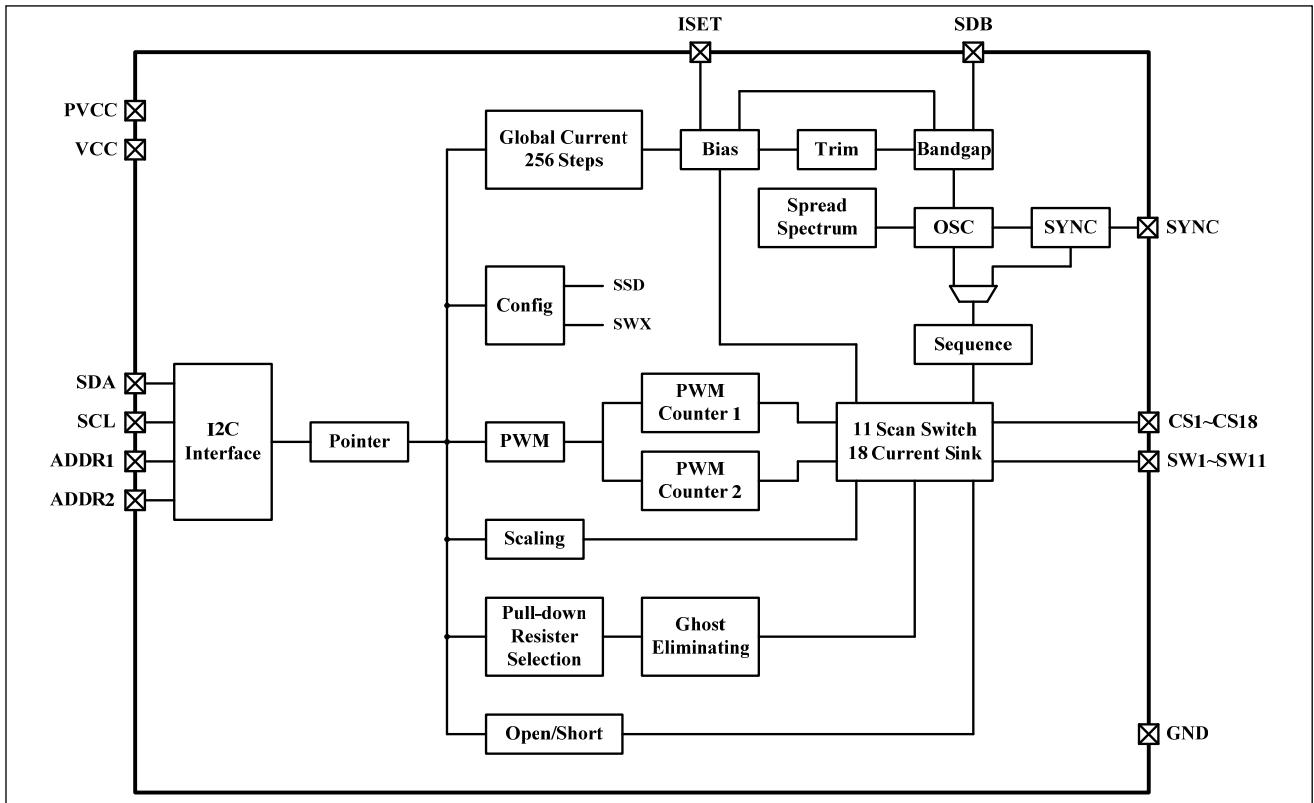 ISET
SDB
PVCC
VCC
Global Current
256 Steps
Bias
Trim
Bandgap
Spread
Spectrum
OSC
SYNC
SYNC
Config
SSD
SWX
Sequence
SDA
SCL
ADDR1
ADDR2
I2C
Interface
Pointer
PWM
PWM
Counter 1
PWM
Counter 2
11 Scan Switch
18 Current Sink
CS1~CS18
SW1~SW11
Scaling
Pull-down
Resister
Selection
Ghost
Eliminating
Open/Short
GND